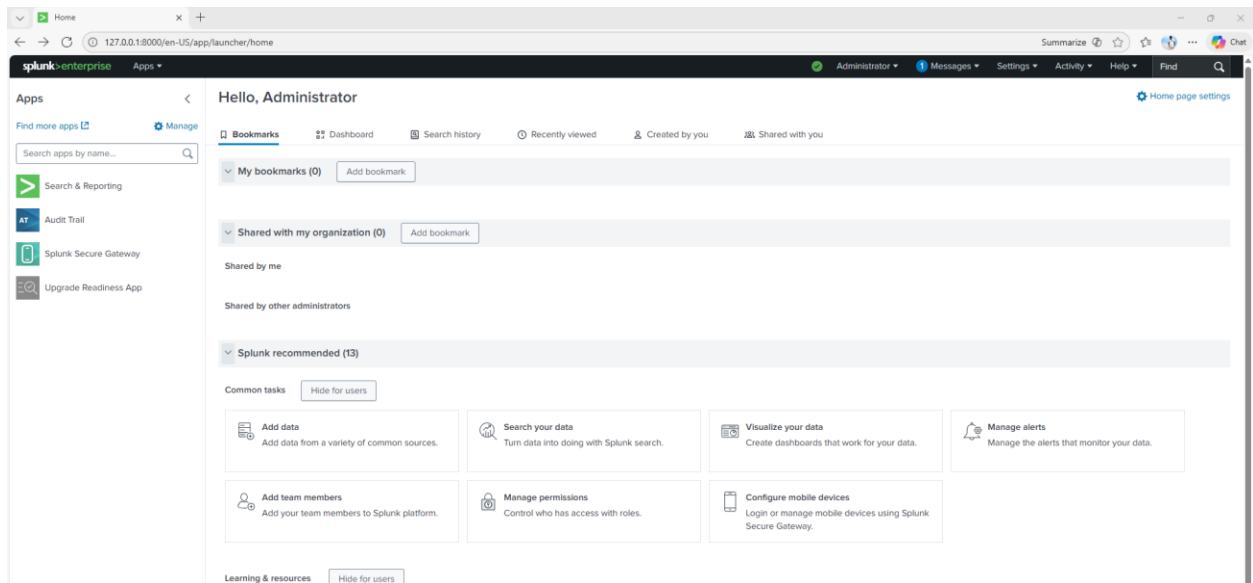 Home
127.0.0.1:8000/en-US/app/launcher/home
Summarize
Chat
splunk>enterprise Apps
Administrator 1 Messages Settings Activity Help Find
Apps
Find more apps Manage
Search apps by name...
Search & Reporting
AT Audit Trail
Splunk Secure Gateway
Upgrade Readiness App
Hello, Administrator
Home page settings
Bookmarks Dashboard Search history Recently viewed Created by you Shared with you
My bookmarks (0) Add bookmark
Shared with my organization (0) Add bookmark
Shared by me
Shared by other administrators
Splunk recommended (13)
Common tasks Hide for users
Add data
Add data from a variety of common sources.
Search your data
Turn data into doing with Splunk search.
Visualize your data
Create dashboards that work for your data.
Manage alerts
Manage the alerts that monitor your data.
Add team members
Add your team members to Splunk platform.
Manage permissions
Control who has access with roles.
Configure mobile devices
Login or manage mobile devices using Splunk
Secure Gateway.
Learning & resources Hide for users